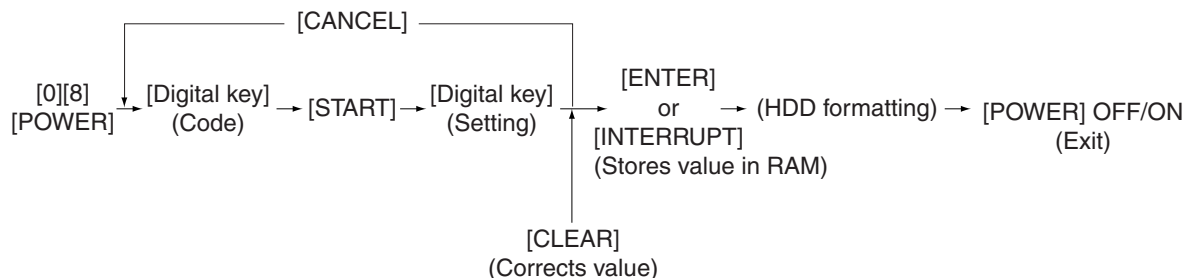 [CANCEL]
[0][8]
[POWER]
[Digital key]
(Code)
[START]
[Digital key]
(Setting)
[ENTER]
or
[INTERRUPT]
(Stores value in RAM)
(HDD formatting)
[POWER] OFF/ON
(Exit)
[CLEAR]
(Corrects value)